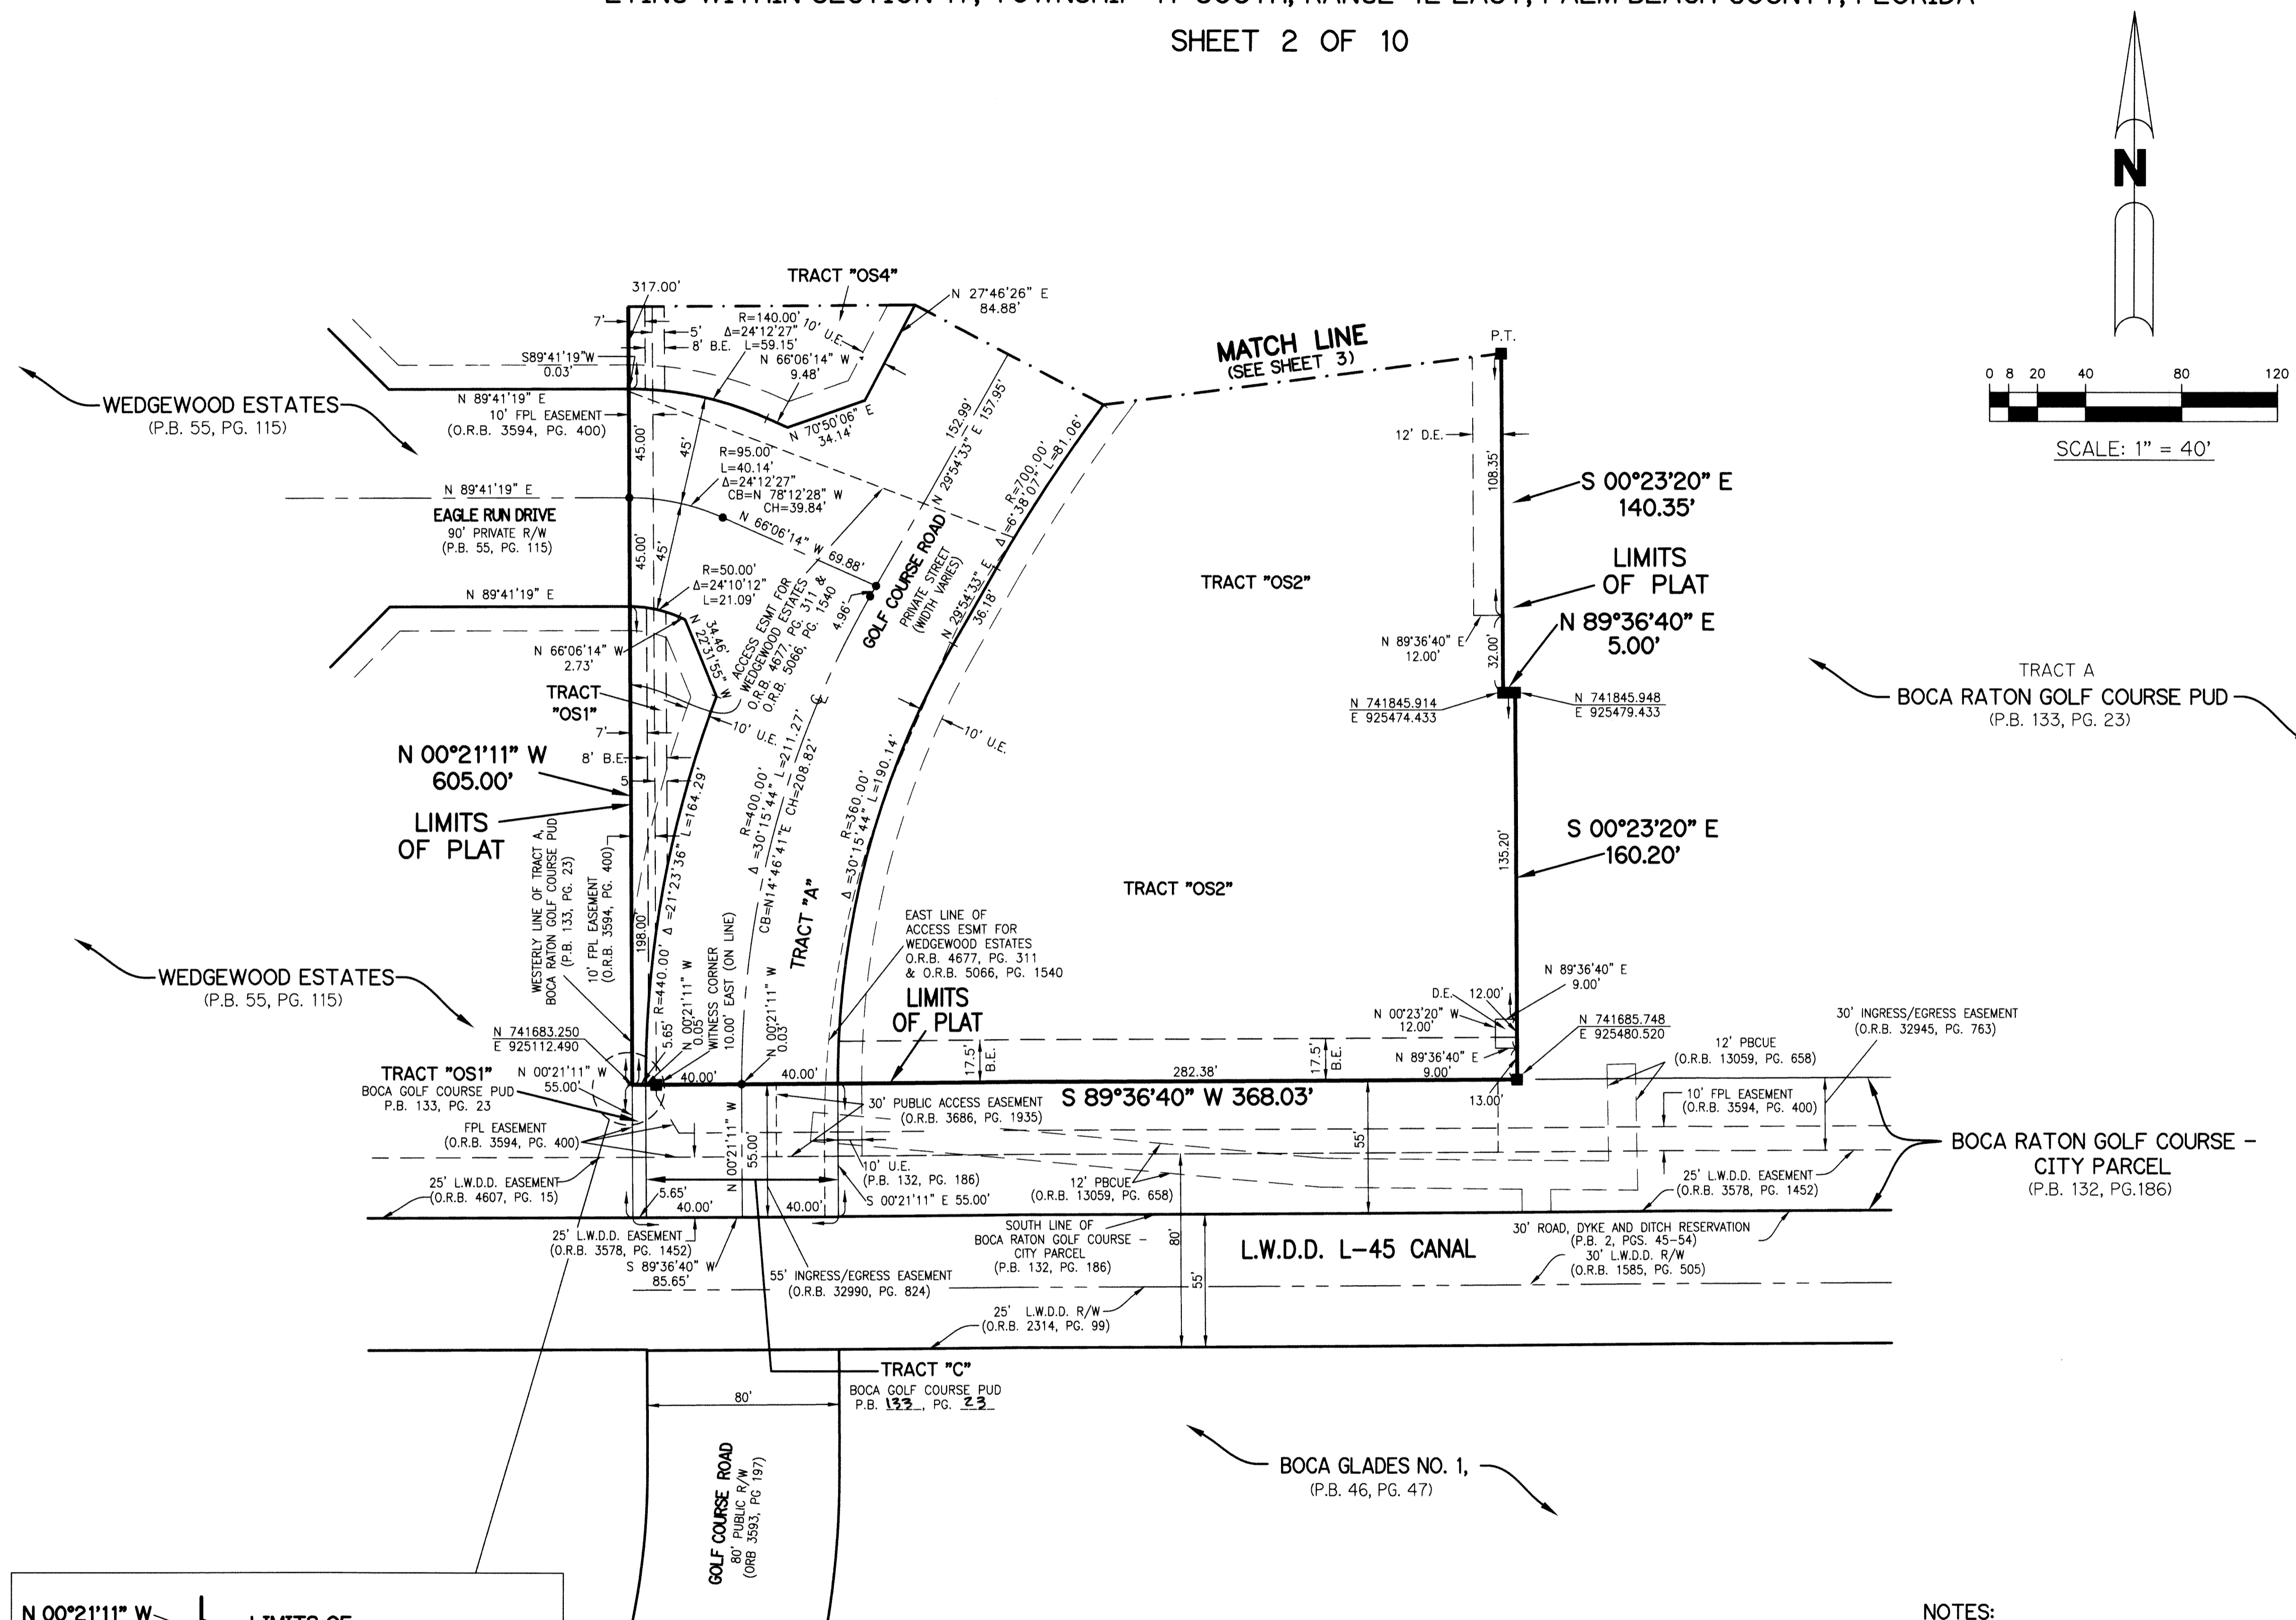 SHEET 2 OF 10
N
0 8 20 40 80 120
SCALE: 1" = 40'
TRACT "OS4"
317.00'
N 27°46'26" E
84.88'
7'
R=140.00'
Δ=24°12'27"
L=59.15'
10' U.E.
5'
8' B.E.
N 66°06'14" W
9.48'
S89°41'19"W
0.03'
MATCH LINE
(SEE SHEET 3)
P.T.
WEDGEWOOD ESTATES
(P.B. 55, PG. 115)
N 89°41'19" E
10' FPL EASEMENT
(O.R.B. 3594, PG. 400)
45.00'
45'
N 70°50'06" E
34.14'
152.99'
N 29°54'33" E 157.95'
R=700.00'
Δ=6°38'07" L=81.06'
12' D.E.
108.35'
S 00°23'20" E
140.35'
R=95.00'
L=40.14'
Δ=24°12'27"
CB=N 78°12'28" W
CH=39.84'
N 66°06'14" W 69.88'
N 89°41'19" E
EAGLE RUN DRIVE
90' PRIVATE R/W
(P.B. 55, PG. 115)
45.00'
45'
R=50.00'
Δ=24°10'12"
L=21.09'
ACCESS ESMT FOR
WEDGEWOOD ESTATES
O.R.B. 4677, PG. 311 &
O.R.B. 5066, PG. 1540
4.96'
GOLF COURSE ROAD
PRIVATE STREET
(WIDTH VARIES)
N 29°54'33" E
36.18'
TRACT "OS2"
LIMITS
OF PLAT
N 89°36'40" E
5.00'
N 89°36'40" E
12.00'
32.00'
N 89°41'19" E
N 66°06'14" W
2.73'
34.46'
N 22°31'55" W
TRACT
"OS1"
7'
8' B.E.
5
10' U.E.
10' U.E.
N 741845.914
E 925474.433
N 741845.948
E 925479.433
TRACT A
BOCA RATON GOLF COURSE PUD
(P.B. 133, PG. 23)
N 00°21'11" W
605.00'
LIMITS
OF PLAT
R=440.00' Δ =21°23'36" L=164.29'
R=400.00'
Δ =30°15'44" L=211.27'
CB=N14°46'41"E CH=208.82'
R=360.00'
Δ =30°15'44" L=190.14'
TRACT "A"
S 00°23'20" E
160.20'
135.20'
TRACT "OS2"
WESTERLY LINE OF TRACT A,
BOCA RATON GOLF COURSE PUD
(P.B. 133, PG. 23)
10' FPL EASEMENT
(O.R.B. 3594, PG. 400)
198.00'
EAST LINE OF
ACCESS ESMT FOR
WEDGEWOOD ESTATES
O.R.B. 4677, PG. 311
& O.R.B. 5066, PG. 1540
WEDGEWOOD ESTATES
(P.B. 55, PG. 115)
5.65'
N 00°21'11" W
0.05'
WITNESS CORNER
10.00' EAST (ON LINE)
N 00°21'11" W
0.03'
LIMITS
OF PLAT
N 89°36'40" E
9.00'
D.E. 12.00'
N 00°23'20" W
12.00'
N 741685.748
E 925480.520
30' INGRESS/EGRESS EASEMENT
(O.R.B. 32945, PG. 763)
N 741683.250
E 925112.490
17.5'
B.E.
17.5'
B.E.
N 89°36'40" E
9.00'
12' PBCUE
(O.R.B. 13059, PG. 658)
TRACT "OS1"
BOCA GOLF COURSE PUD
P.B. 133, PG. 23
N 00°21'11" W
55.00'
40.00'
40.00'
282.38'
S 89°36'40" W 368.03'
13.00'
30' PUBLIC ACCESS EASEMENT
(O.R.B. 3686, PG. 1935)
10' FPL EASEMENT
(O.R.B. 3594, PG. 400)
FPL EASEMENT
(O.R.B. 3594, PG. 400)
N 00°21'11" W
55.00'
55'
BOCA RATON GOLF COURSE -
CITY PARCEL
(P.B. 132, PG.186)
25' L.W.D.D. EASEMENT
(O.R.B. 4607, PG. 15)
10' U.E.
(P.B. 132, PG. 186)
S 00°21'11" E 55.00'
12' PBCUE
(O.R.B. 13059, PG. 658)
25' L.W.D.D. EASEMENT
(O.R.B. 3578, PG. 1452)
5.65'
40.00'
40.00'
25' L.W.D.D. EASEMENT
(O.R.B. 3578, PG. 1452)
S 89°36'40" W
85.65'
SOUTH LINE OF
BOCA RATON GOLF COURSE -
CITY PARCEL
(P.B. 132, PG. 186)
80'
55'
L.W.D.D. L-45 CANAL
30' ROAD, DYKE AND DITCH RESERVATION
(P.B. 2, PGS. 45-54)
30' L.W.D.D. R/W
(O.R.B. 1585, PG. 505)
55' INGRESS/EGRESS EASEMENT
(O.R.B. 32990, PG. 824)
25' L.W.D.D. R/W
(O.R.B. 2314, PG. 99)
TRACT "C"
BOCA GOLF COURSE PUD
P.B. 133, PG. 23
80'
GOLF COURSE ROAD
80' PUBLIC R/W
(ORB 3593, PG 197)
BOCA GLADES NO. 1,
(P.B. 46, PG. 47)
N 00°21'11" W
LIMITS OF
NOTES: